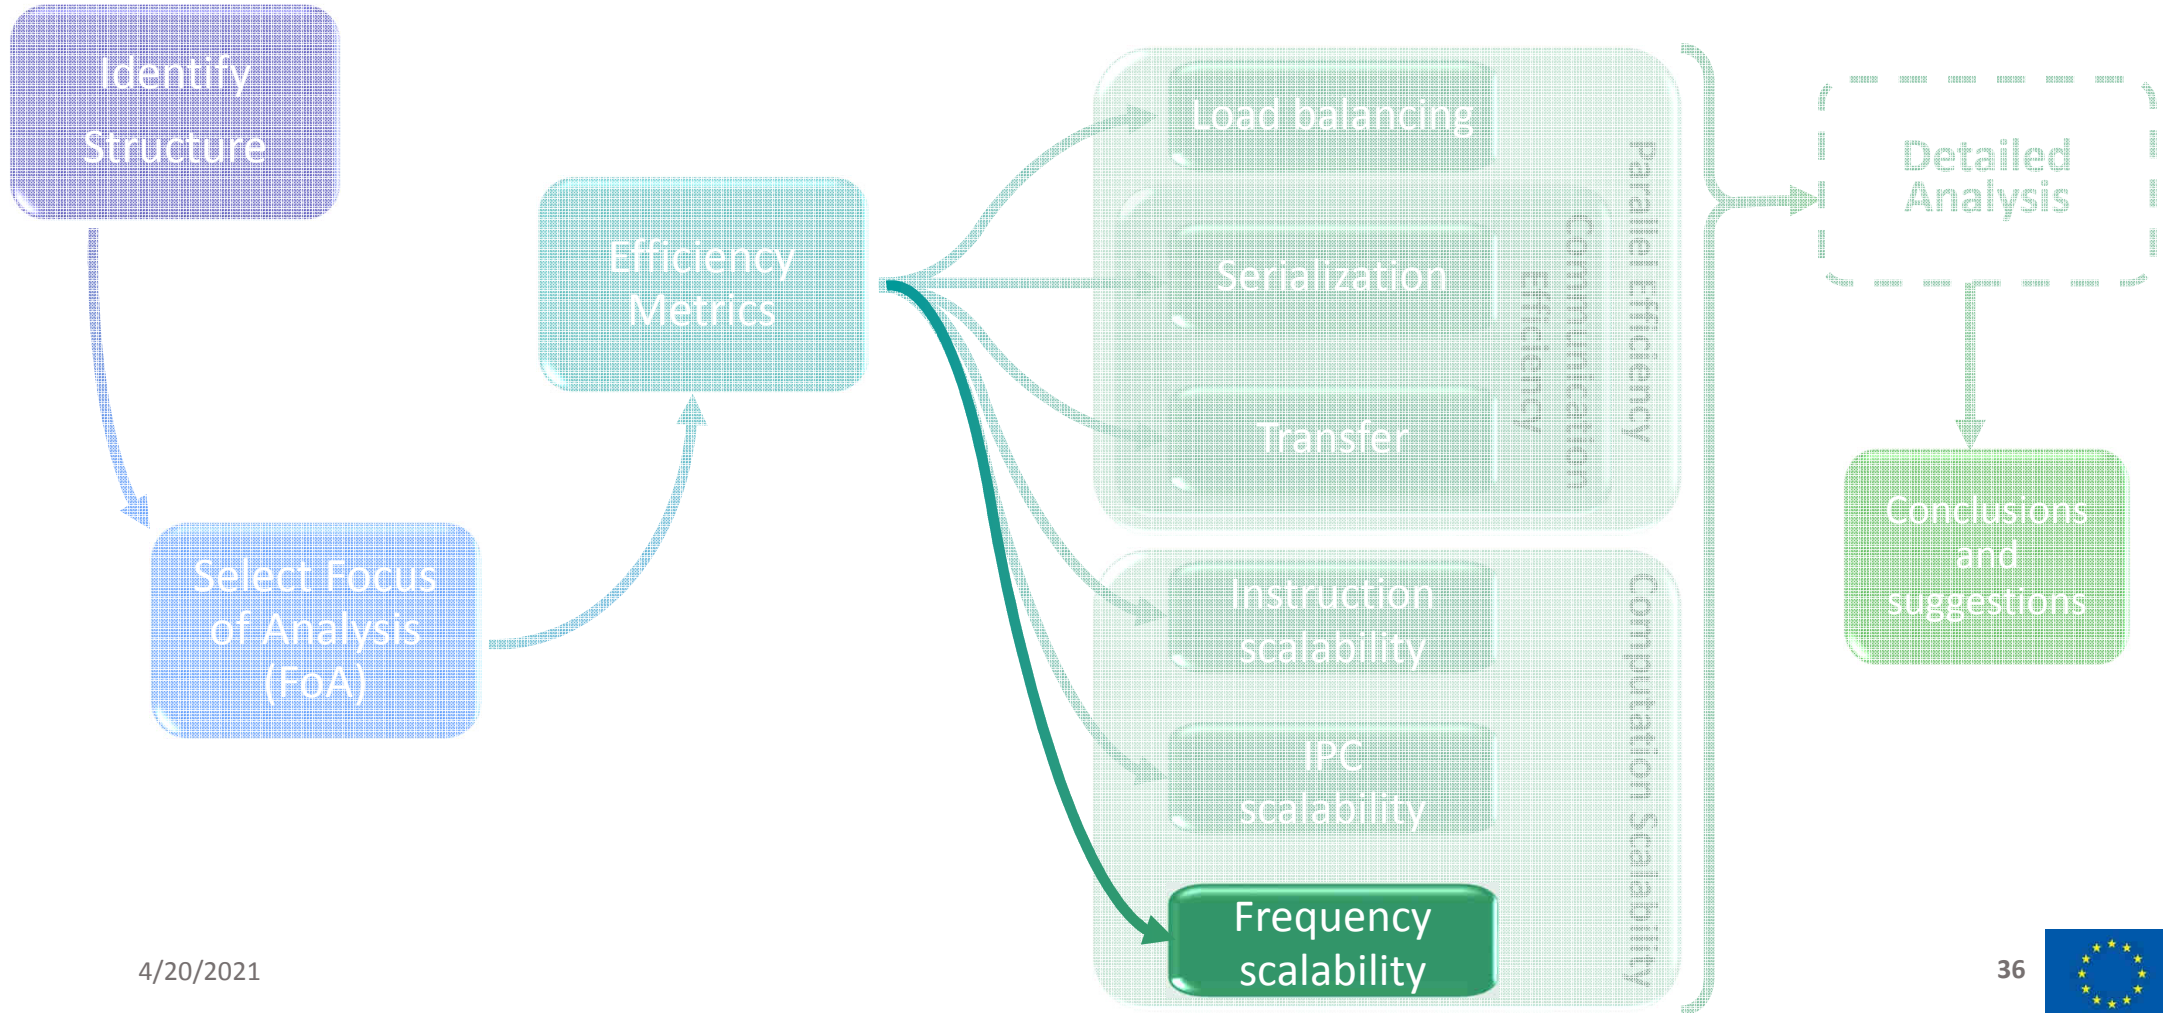 Identify
Structure
Select Focus
of Analysis
(FoA)
Efficiency
Metrics
Load balancing
Serialization
Transfer
Communication
Efficiency
Parallel Efficiency
Instruction
scalability
IPC
scalability
Frequency
scalability
Computation Scalability
Detailed
Analysis
Conclusions
and
suggestions
4/20/2021
36